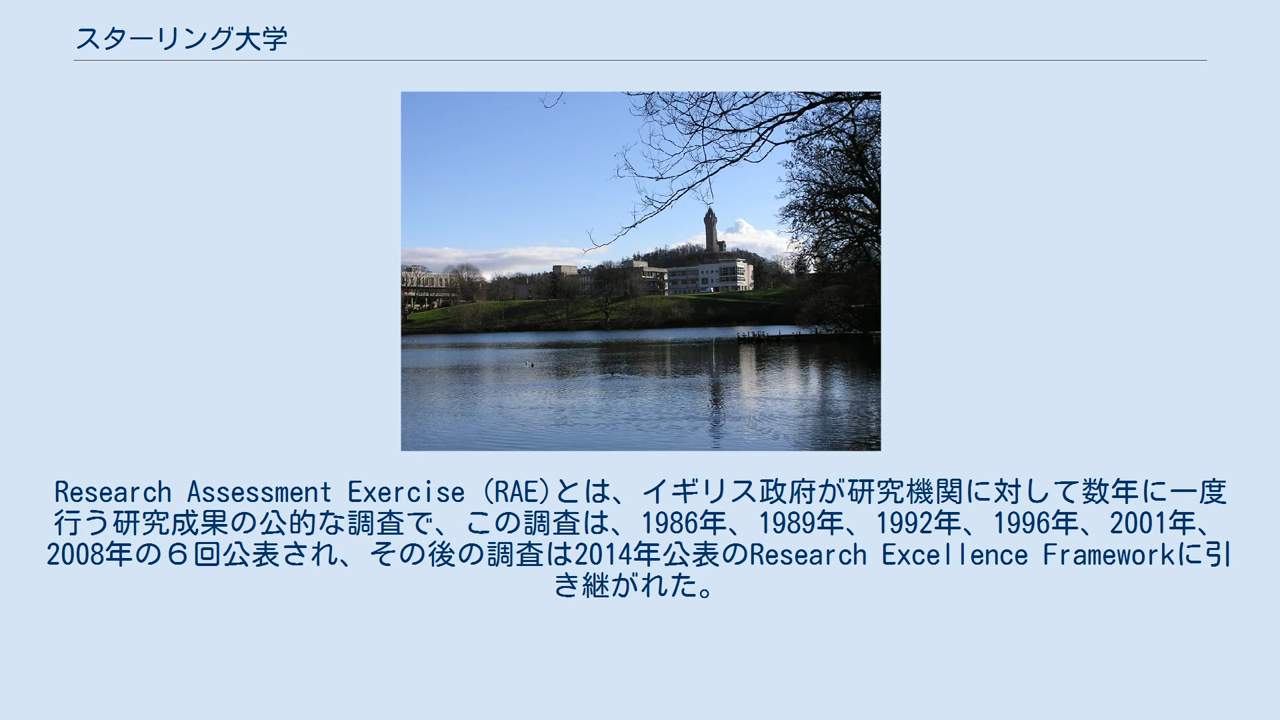 スターリング大学
Research Assessment Exercise (RAE)とは、イギリス政府が研究機関に対して数年に一度
行う研究成果の公的な調査で、この調査は、1986年、1989年、1992年、1996年、2001年、
2008年の６回公表され、その後の調査は2014年公表のResearch Excellence Frameworkに引
き継がれた。